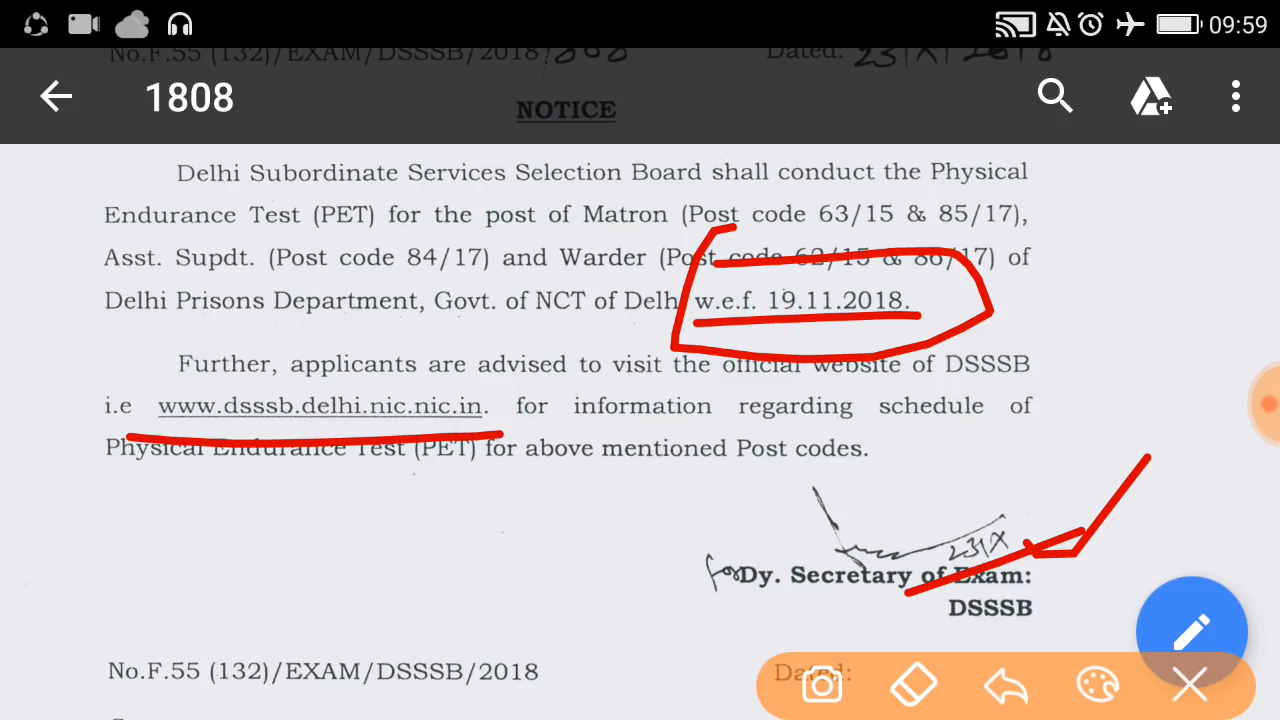 09:59
No.F.55 (132)/EXAM/DSSSB/2018/ Dated: 23/X/2018
1808
NOTICE
Delhi Subordinate Services Selection Board shall conduct the Physical
Endurance Test (PET) for the post of Matron (Post code 63/15 & 85/17),
Asst. Supdt. (Post code 84/17) and Warder (Post code 62/15 & 86/17) of
Delhi Prisons Department, Govt. of NCT of Delhi w.e.f. 19.11.2018.
Further, applicants are advised to visit the official website of DSSSB
i.e www.dsssb.delhi.nic.nic.in. for information regarding schedule of
Physical Endurance Test (PET) for above mentioned Post codes.
23/X
for Dy. Secretary of Exam:
DSSSB
No.F.55 (132)/EXAM/DSSSB/2018 Dated: